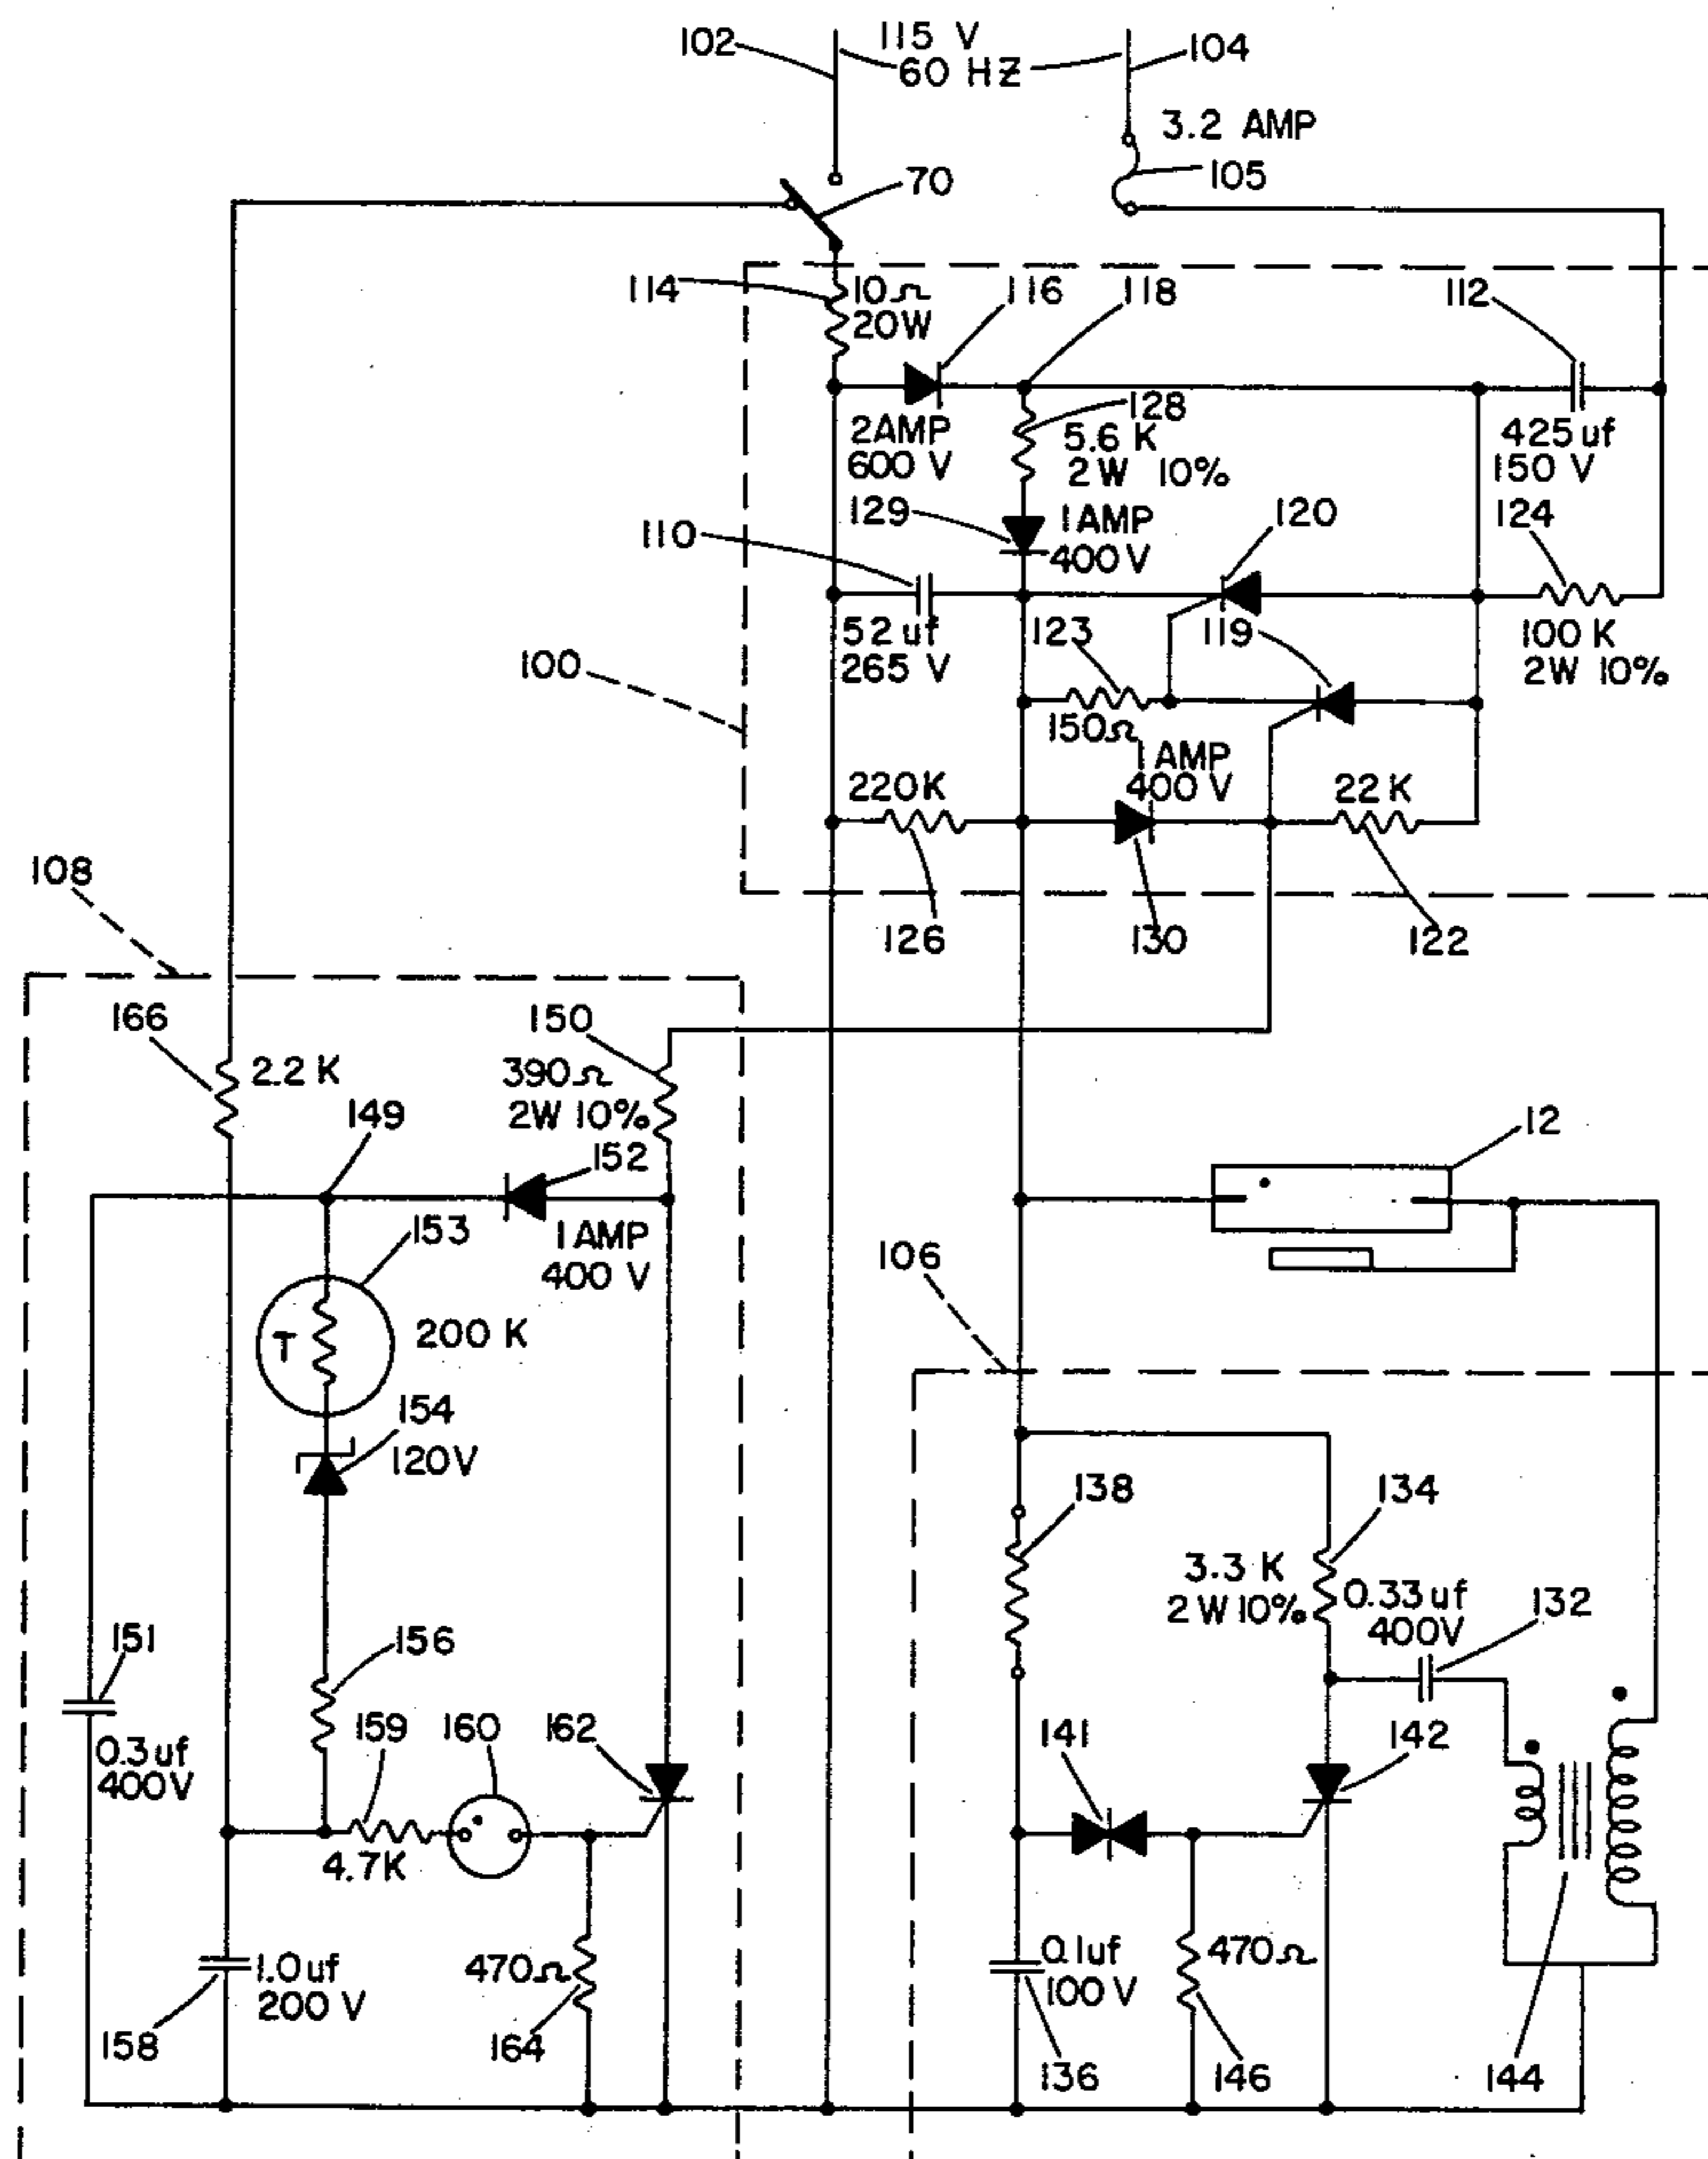 102
115 V
60 HZ
104
3.2 AMP
105
70
114
10Ω
20W
116
118
112
2AMP
600 V
128
5.6 K
2W 10%
425 uf
150 V
129
1 AMP
400 V
120
124
110
52 uf
265 V
123
119
100 K
2W 10%
100
150Ω
1 AMP
400 V
220K
22 K
108
126
130
122
166
2.2 K
150
390Ω
2W 10%
149
152
12
153
1 AMP
400 V
106
T
200 K
154
120V
138
134
3.3 K
2W 10%
0.33 uf
400V
132
151
156
0.3 uf
400V
159
160
162
141
142
4.7K
1.0 uf
200 V
470Ω
0.1uf
100 V
470Ω
158
164
136
146
144